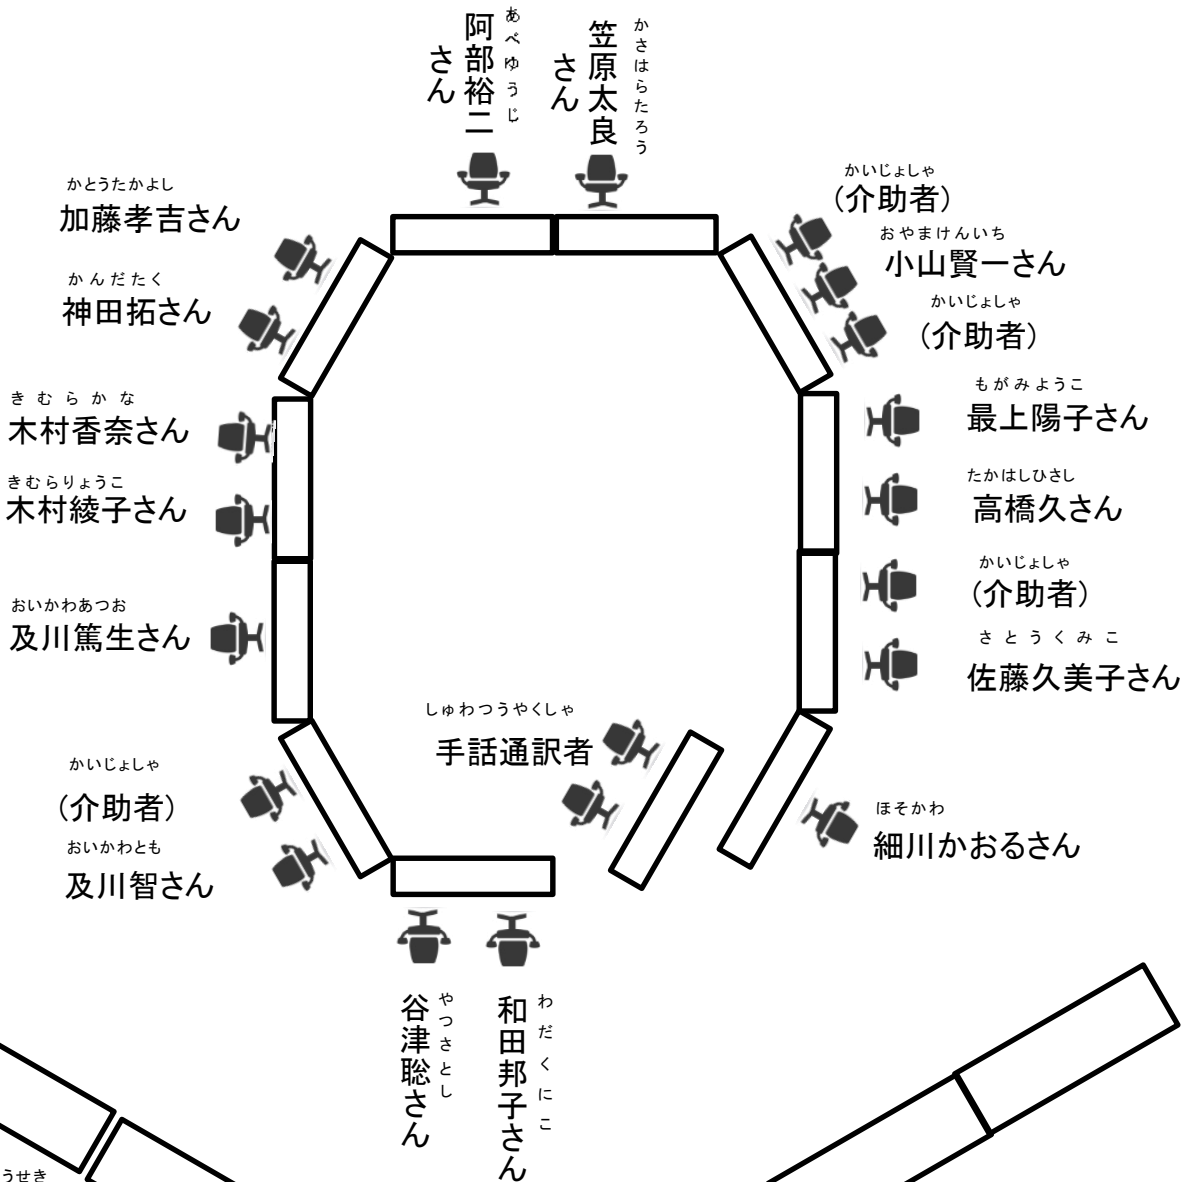 あべゆうじ
阿部裕二
さん
かさはらたろう
笠原太良
さん
かとうたかよし
加藤孝吉さん
かんだたく
神田拓さん
きむらかな
木村香奈さん
きむらりょうこ
木村綾子さん
おいかわあつお
及川篤生さん
かいじょしゃ
(介助者)
おいかわとも
及川智さん
かいじょしゃ
(介助者)
おやまけんいち
小山賢一さん
かいじょしゃ
(介助者)
もがみようこ
最上陽子さん
たかはしひさし
高橋久さん
かいじょしゃ
(介助者)
さとうくみこ
佐藤久美子さん
しゅわつうやくしゃ
手話通訳者
ほそかわ
細川かおるさん
やつさとし
谷津聡さん
わだくにこ
和田邦子さん
うせき